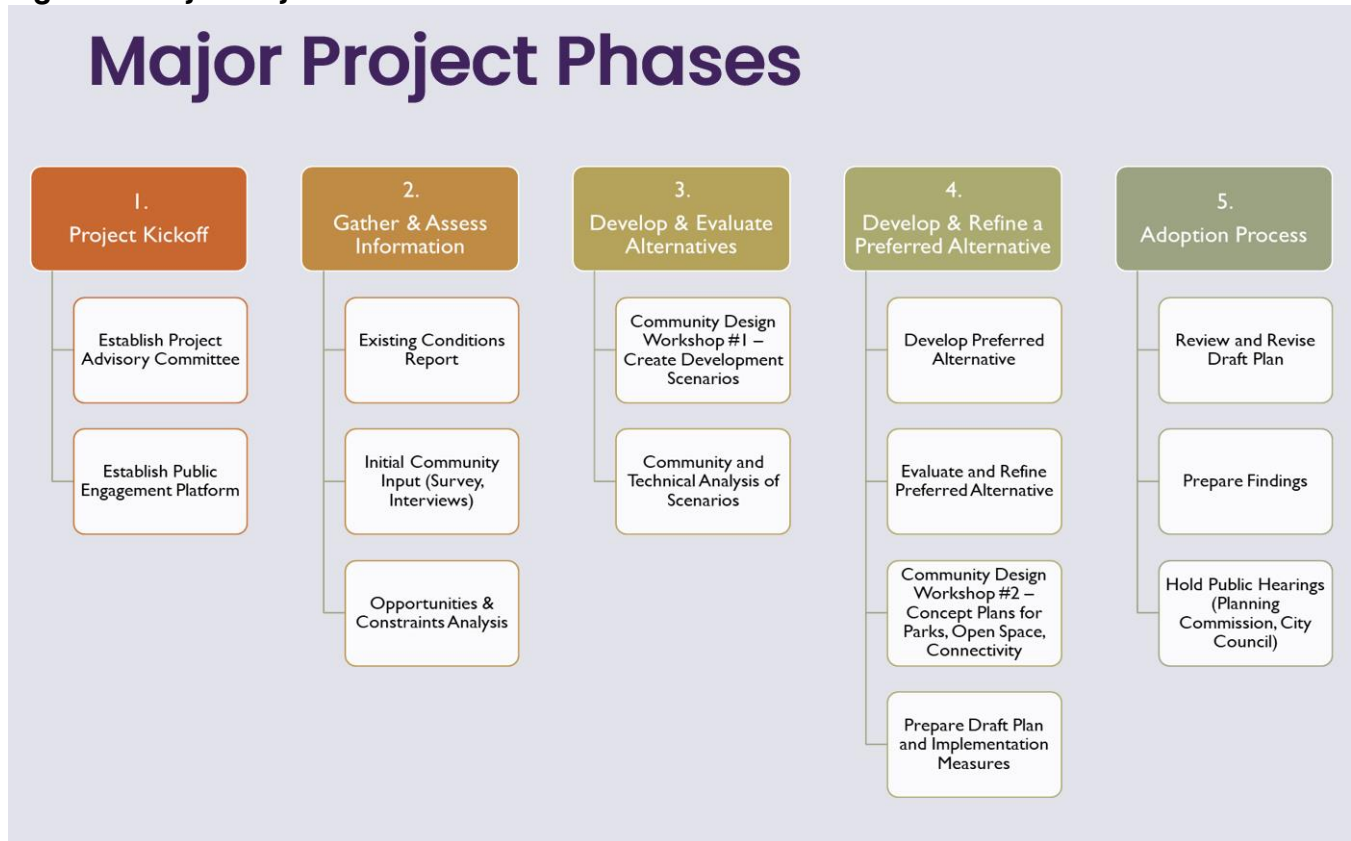 Major Project Phases
1.
Project Kickoff
Establish Project
Advisory Committee
Establish Public
Engagement Platform
2.
Gather & Assess
Information
Existing Conditions
Report
Initial Community
Input (Survey,
Interviews)
Opportunities &
Constraints Analysis
3.
Develop & Evaluate
Alternatives
Community Design
Workshop #1 –
Create Development
Scenarios
Community and
Technical Analysis of
Scenarios
4.
Develop & Refine a
Preferred Alternative
Develop Preferred
Alternative
Evaluate and Refine
Preferred Alternative
Community Design
Workshop #2 –
Concept Plans for
Parks, Open Space,
Connectivity
Prepare Draft Plan
and Implementation
Measures
5.
Adoption Process
Review and Revise
Draft Plan
Prepare Findings
Hold Public Hearings
(Planning
Commission, City
Council)